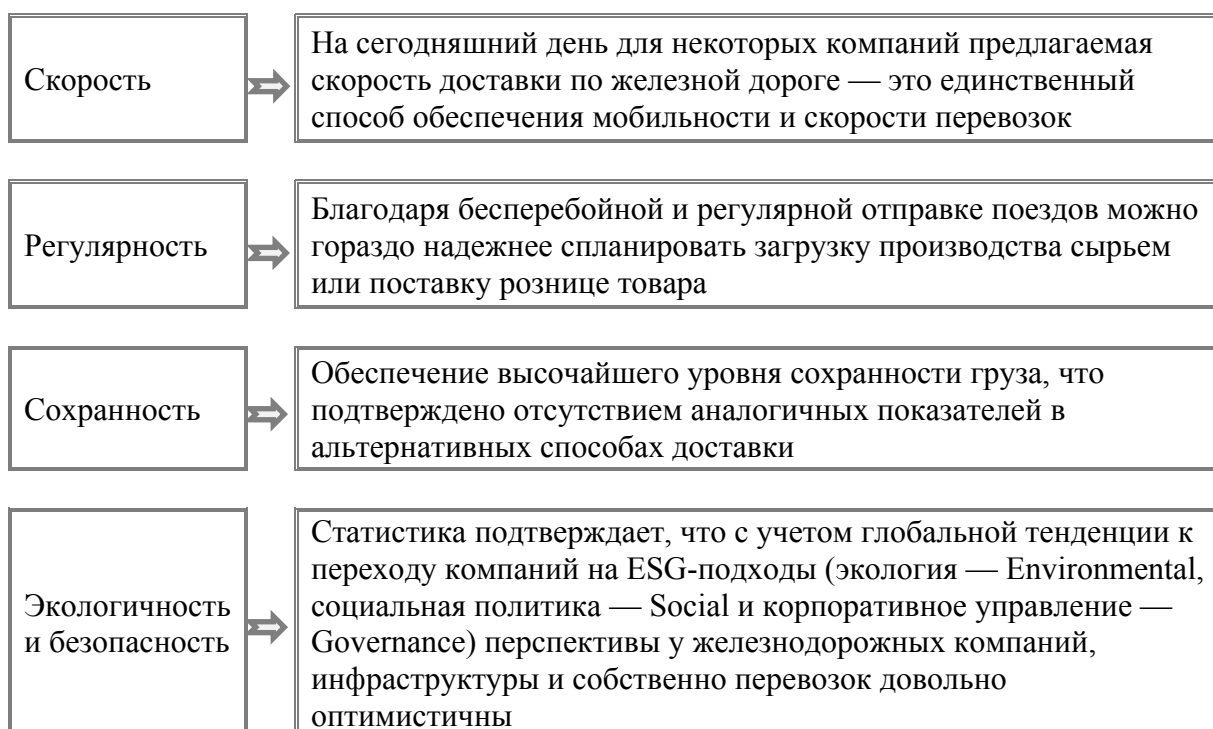 Скорость
На сегодняшний день для некоторых компаний предлагаемая
скорость доставки по железной дороге — это единственный
способ обеспечения мобильности и скорости перевозок
Регулярность
Благодаря бесперебойной и регулярной отправке поездов можно
гораздо надежнее спланировать загрузку производства сырьем
или поставку рознице товара
Сохранность
Обеспечение высочайшего уровня сохранности груза, что
подтверждено отсутствием аналогичных показателей в
альтернативных способах доставки
Экологичность
и безопасность
Статистика подтверждает, что с учетом глобальной тенденции к
переходу компаний на ESG-подходы (экология — Environmental,
социальная политика — Social и корпоративное управление —
Governance) перспективы у железнодорожных компаний,
инфраструктуры и собственно перевозок довольно
оптимистичны